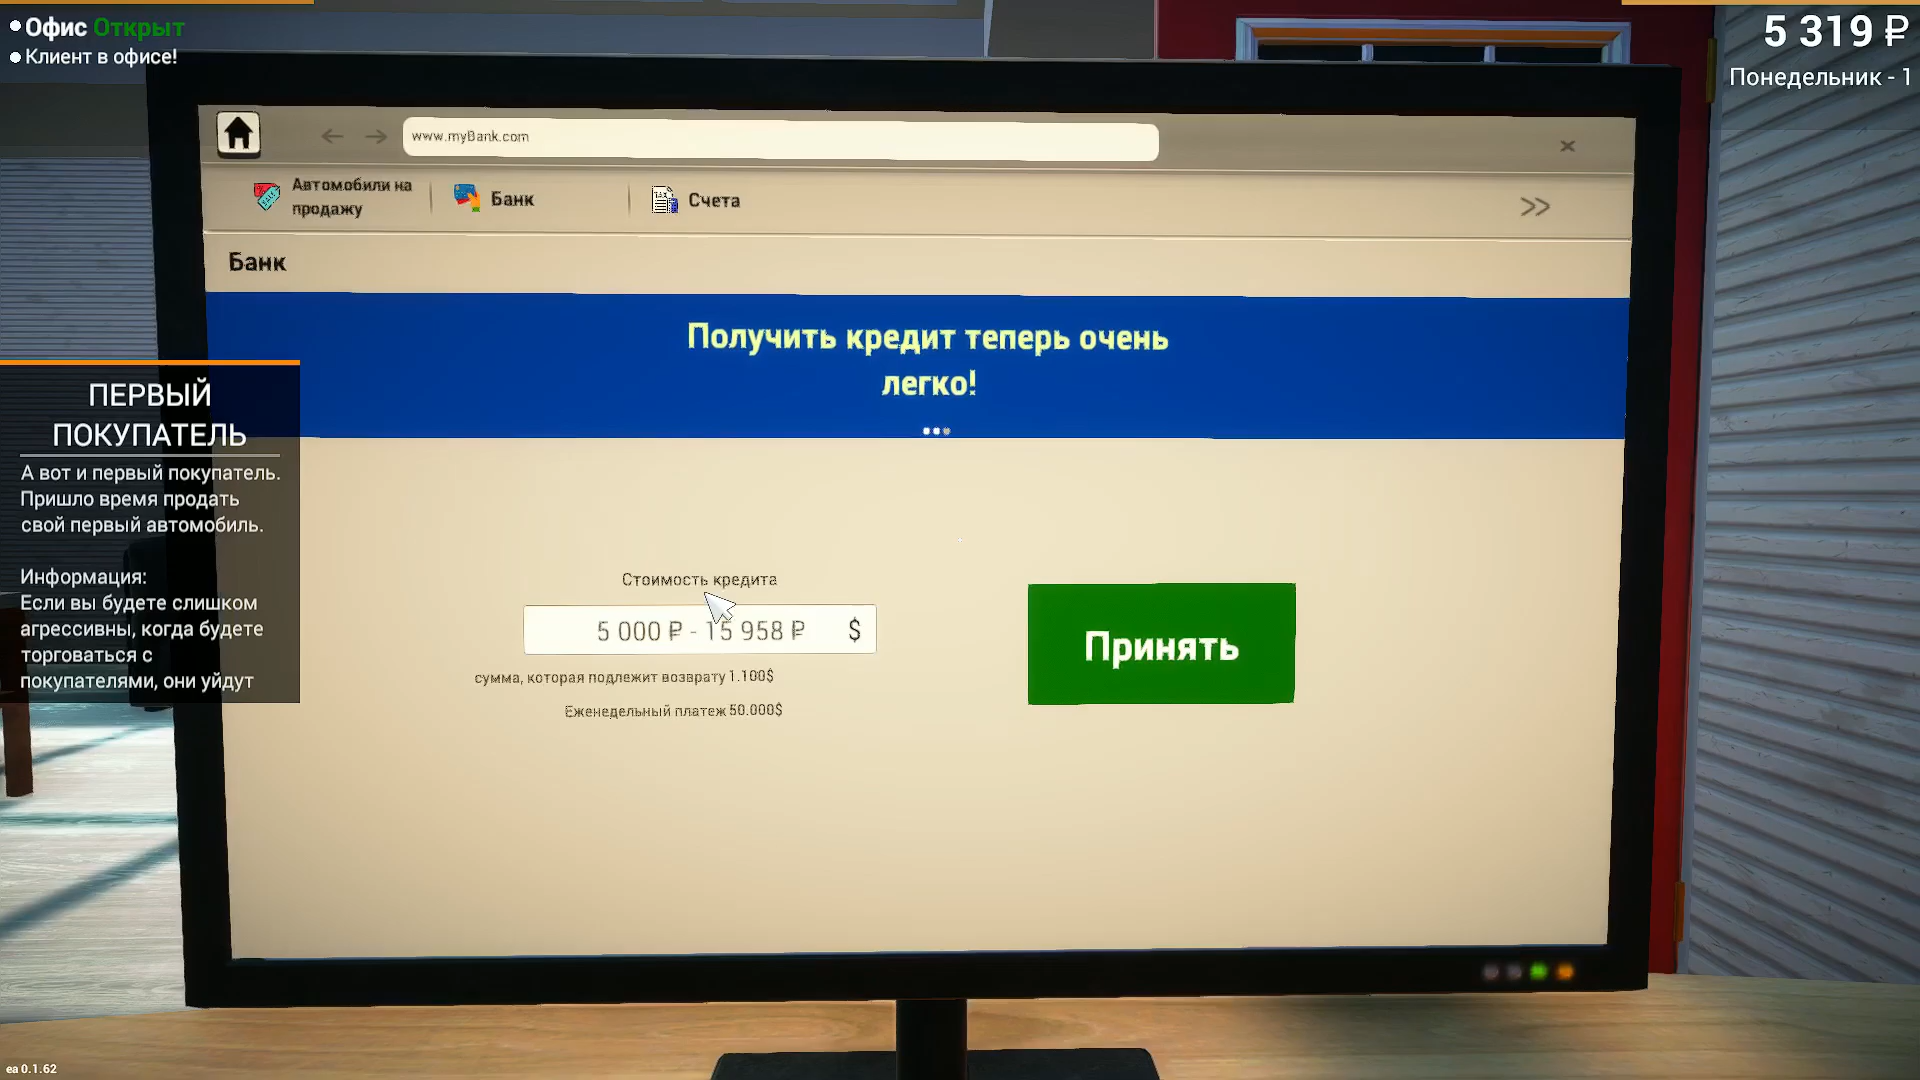 Офис Открыт
Клиент в офисе!
5 319 ₽
Понедельник - 1
www.myBank.com
Автомобили на
продажу
Банк
Счета
Банк
Получить кредит теперь очень
легко!
ПЕРВЫЙ
ПОКУПАТЕЛЬ
А вот и первый покупатель.
Пришло время продать
свой первый автомобиль.
Информация:
Если вы будете слишком
агрессивны, когда будете
торговаться с
покупателями, они уйдут
Стоимость кредита
5 000 ₽ - 15 958 ₽ $
сумма, которая подлежит возврату 1.100$
Еженедельный платеж 50.000$
Принять
ea 0.1.62